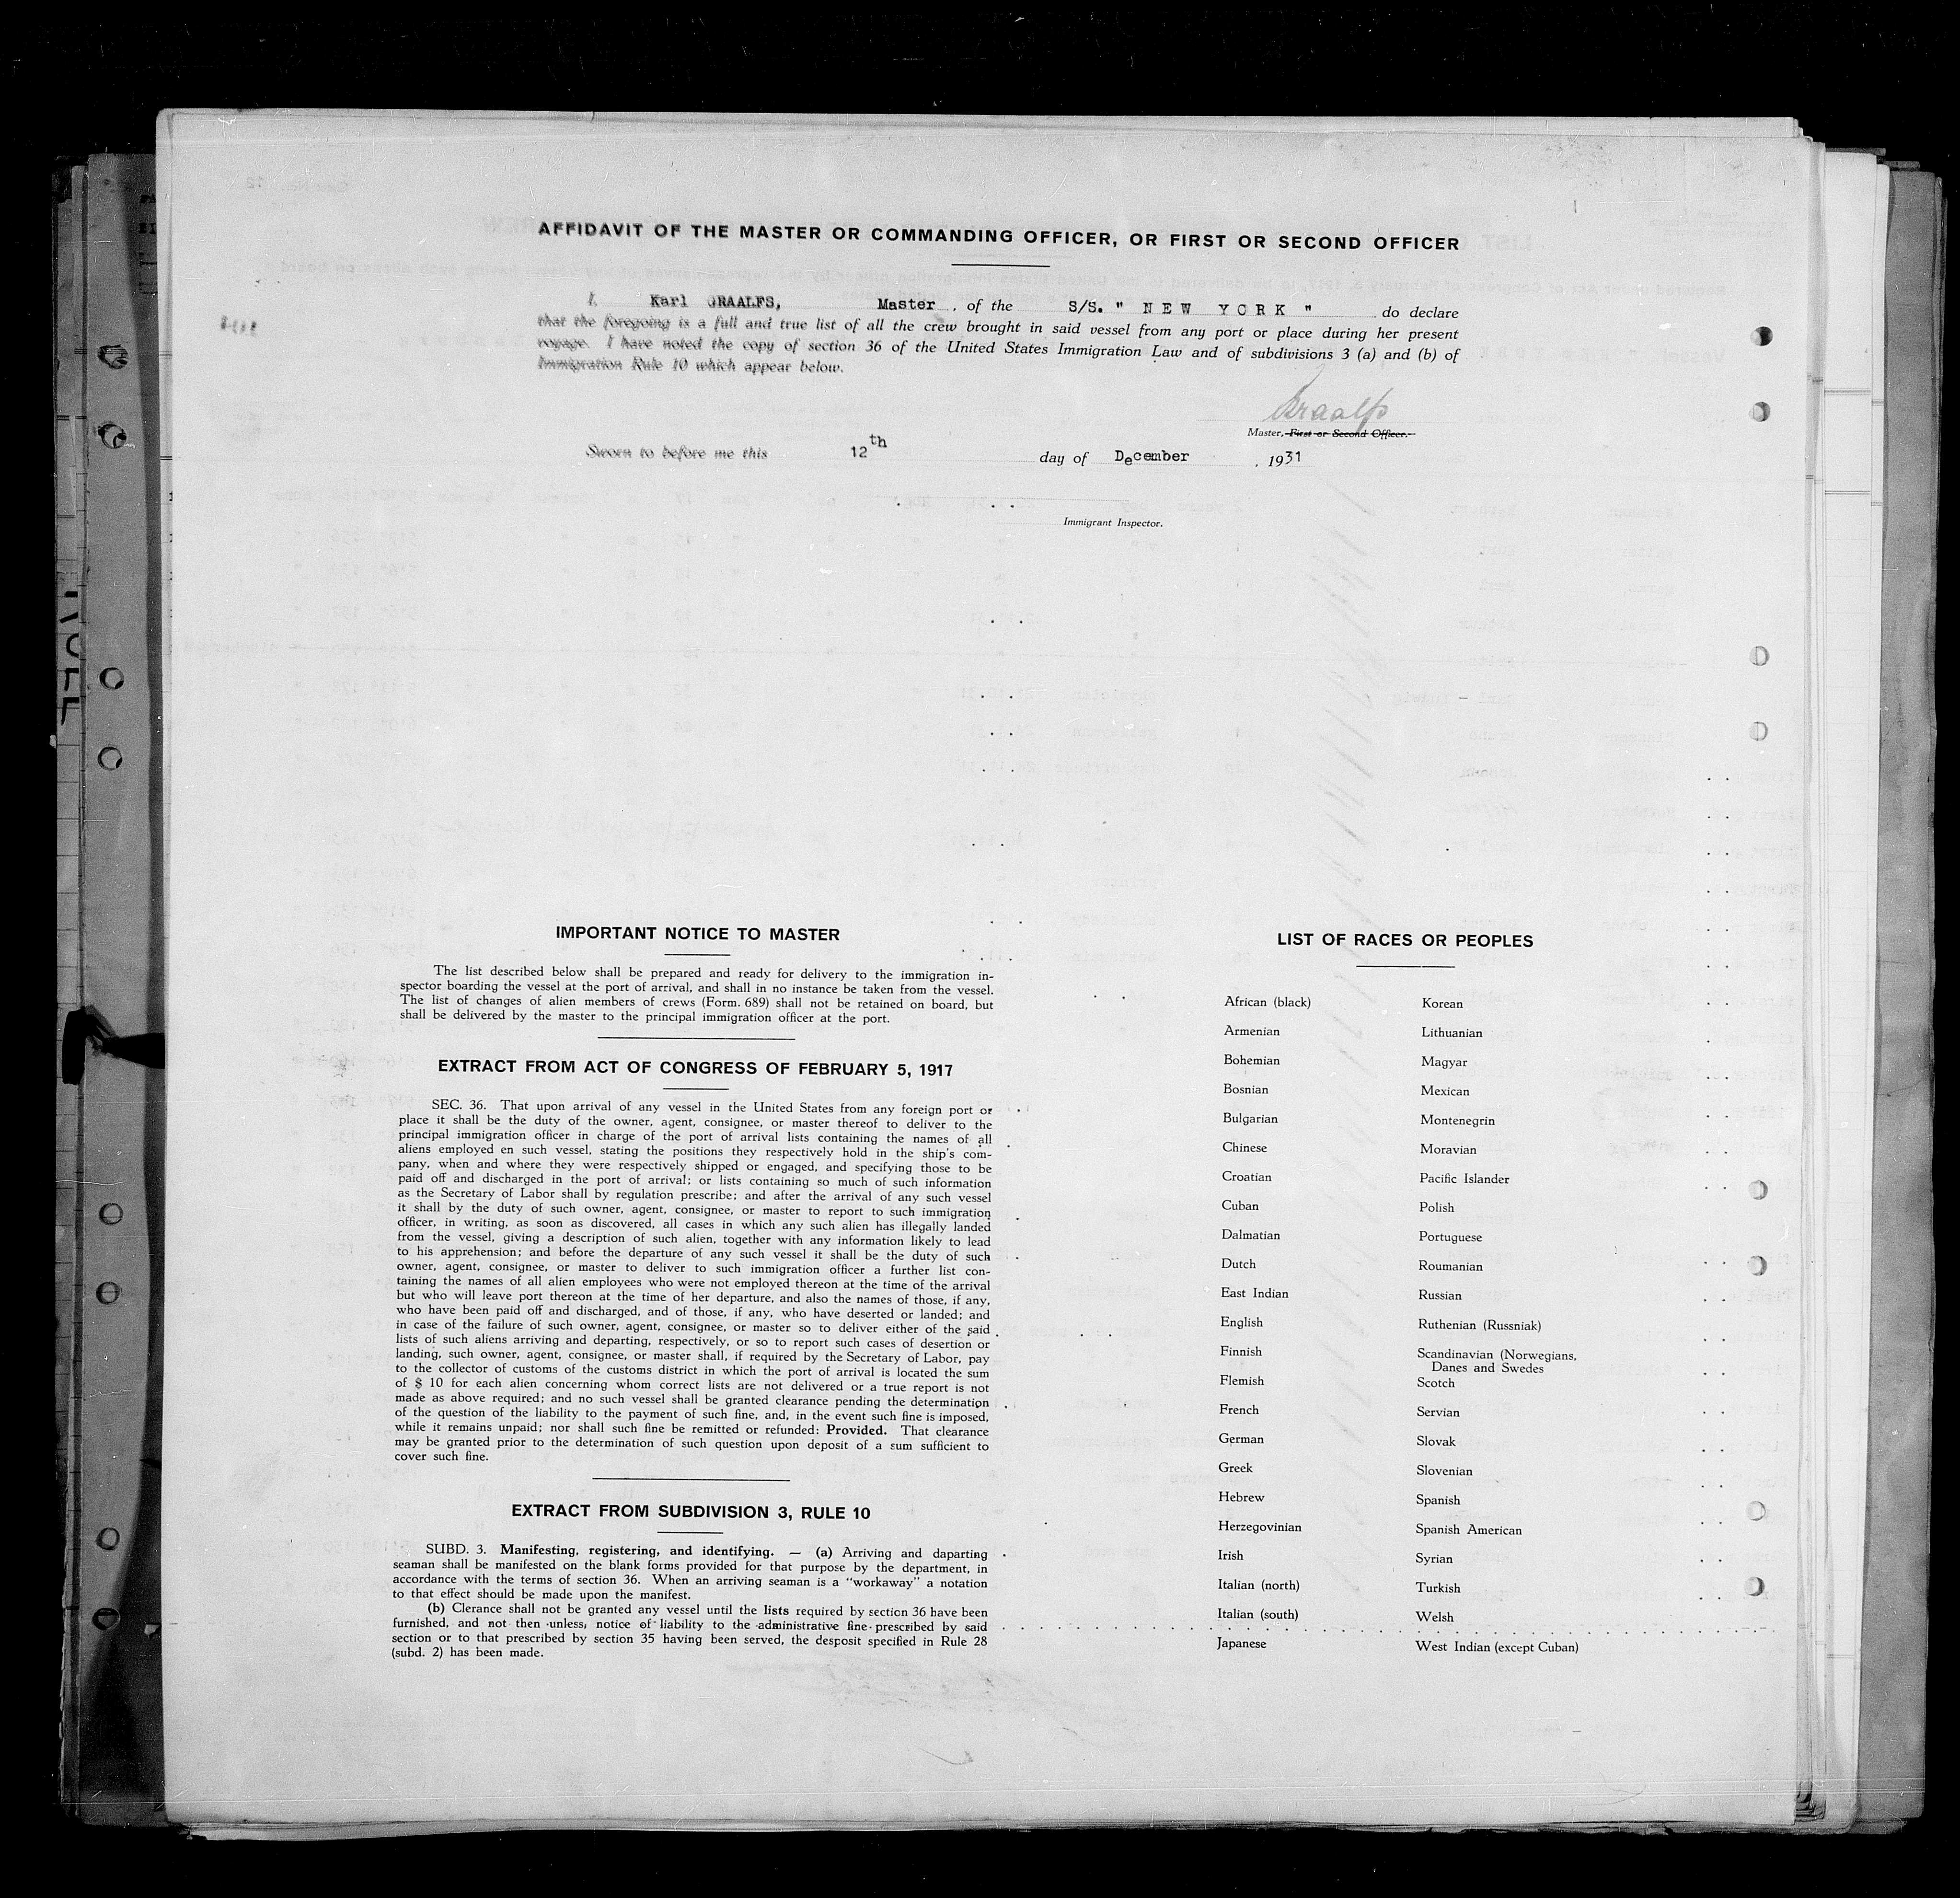 AFFIDAVIT OF THE MASTER OR COMMANDING OFFICER, OR FIRST OR SECOND OFFICER
I, Karl GRAALFS, Master, of the S/S. " NEW YORK " do declare
that the foregoing is a full and true list of all the crew brought in said vessel from any port or place during her present
voyage. I have noted the copy of section 36 of the United States Immigration Law and of subdivisions 3 (a) and (b) of
Immigration Rule 10 which appear below.
Graalfs
Master, First or Second Officer.
Sworn to before me this 12th day of December, 1931
Immigrant Inspector.
IMPORTANT NOTICE TO MASTER
The list described below shall be prepared and ready for delivery to the immigration in-
spector boarding the vessel at the port of arrival, and shall in no instance be taken from the vessel.
The list of changes of alien members of crews (Form. 689) shall not be retained on board, but
shall be delivered by the master to the principal immigration officer at the port.
EXTRACT FROM ACT OF CONGRESS OF FEBRUARY 5, 1917
SEC. 36. That upon arrival of any vessel in the United States from any foreign port or
place it shall be the duty of the owner, agent, consignee, or master thereof to deliver to the
principal immigration officer in charge of the port of arrival lists containing the names of all
aliens employed en such vessel, stating the positions they respectively hold in the ship's com-
pany, when and where they were respectively shipped or engaged, and specifying those to be
paid off and discharged in the port of arrival; or lists containing so much of such information
as the Secretary of Labor shall by regulation prescribe; and after the arrival of any such vessel
it shall by the duty of such owner, agent, consignee, or master to report to such immigration
officer, in writing, as soon as discovered, all cases in which any such alien has illegally landed
from the vessel, giving a description of such alien, together with any information likely to lead
to his apprehension; and before the departure of any such vessel it shall be the duty of such
owner, agent, consignee, or master to deliver to such immigration officer a further list con-
taining the names of all alien employees who were not employed thereon at the time of the arrival
but who will leave port thereon at the time of her departure, and also the names of those, if any,
who have been paid off and discharged, and of those, if any, who have deserted or landed; and
in case of the failure of such owner, agent, consignee, or master so to deliver either of the said
lists of such aliens arriving and departing, respectively, or so to report such cases of desertion or
landing, such owner, agent, consignee, or master shall, if required by the Secretary of Labor, pay
to the collector of customs of the customs district in which the port of arrival is located the sum
of $ 10 for each alien concerning whom correct lists are not delivered or a true report is not
made as above required; and no such vessel shall be granted clearance pending the determination
of the question of the liability to the payment of such fine, and, in the event such fine is imposed,
while it remains unpaid; nor shall such fine be remitted or refunded: Provided. That clearance
may be granted prior to the determination of such question upon deposit of a sum sufficient to
cover such fine.
EXTRACT FROM SUBDIVISION 3, RULE 10
SUBD. 3. Manifesting, registering, and identifying. — (a) Arriving and daparting
seaman shall be manifested on the blank forms provided for that purpose by the department, in
accordance with the terms of section 36. When an arriving seaman is a "workaway" a notation
to that effect should be made upon the manifest.
(b) Clerance shall not be granted any vessel until the lists required by section 36 have been
furnished, and not then unless, notice of liability to the administrative fine prescribed by said
section or to that prescribed by section 35 having been served, the desposit specified in Rule 28
(subd. 2) has been made.
LIST OF RACES OR PEOPLES
African (black) Korean
Armenian Lithuanian
Bohemian Magyar
Bosnian Mexican
Bulgarian Montenegrin
Chinese Moravian
Croatian Pacific Islander
Cuban Polish
Dalmatian Portuguese
Dutch Roumanian
East Indian Russian
English Ruthenian (Russniak)
Finnish Scandinavian (Norwegians,
Danes and Swedes
Flemish Scotch
French Servian
German Slovak
Greek Slovenian
Hebrew Spanish
Herzegovinian Spanish American
Irish Syrian
Italian (north) Turkish
Italian (south) Welsh
Japanese West Indian (except Cuban)